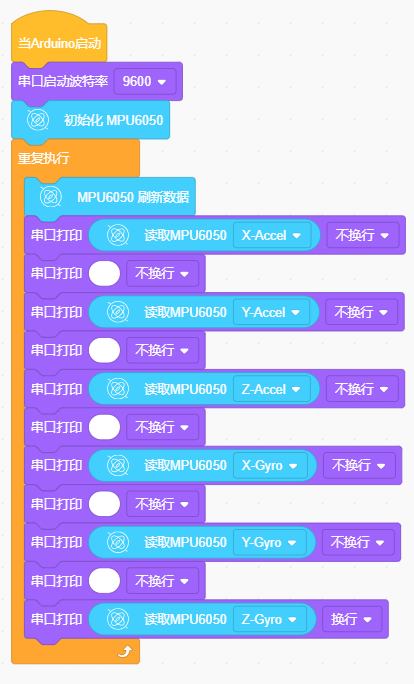 当Arduino启动
串口启动波特率 9600
初始化 MPU6050
重复执行
MPU6050 刷新数据
串口打印 读取MPU6050 X-Accel 不换行
串口打印 不换行
串口打印 读取MPU6050 Y-Accel 不换行
串口打印 不换行
串口打印 读取MPU6050 Z-Accel 不换行
串口打印 不换行
串口打印 读取MPU6050 X-Gyro 不换行
串口打印 不换行
串口打印 读取MPU6050 Y-Gyro 不换行
串口打印 不换行
串口打印 读取MPU6050 Z-Gyro 换行